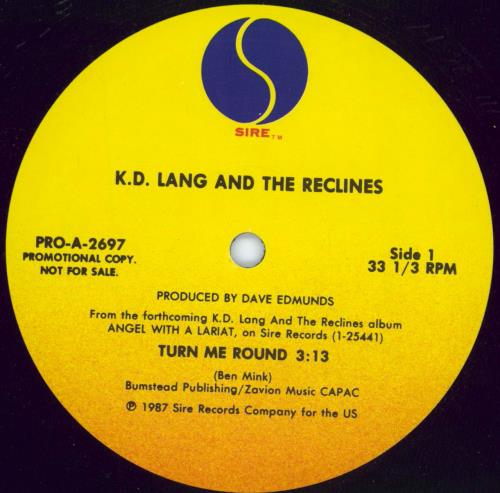 SIRE TM
K.D. LANG AND THE RECLINES
PRO-A-2697
PROMOTIONAL COPY.
NOT FOR SALE.
Side 1
33 1/3 RPM
PRODUCED BY DAVE EDMUNDS
From the forthcoming K.D. Lang And The Reclines album
ANGEL WITH A LARIAT, on Sire Records (1-25441)
TURN ME ROUND 3:13
(Ben Mink)
Bumstead Publishing/Zavion Music CAPAC
℗ 1987 Sire Records Company for the US